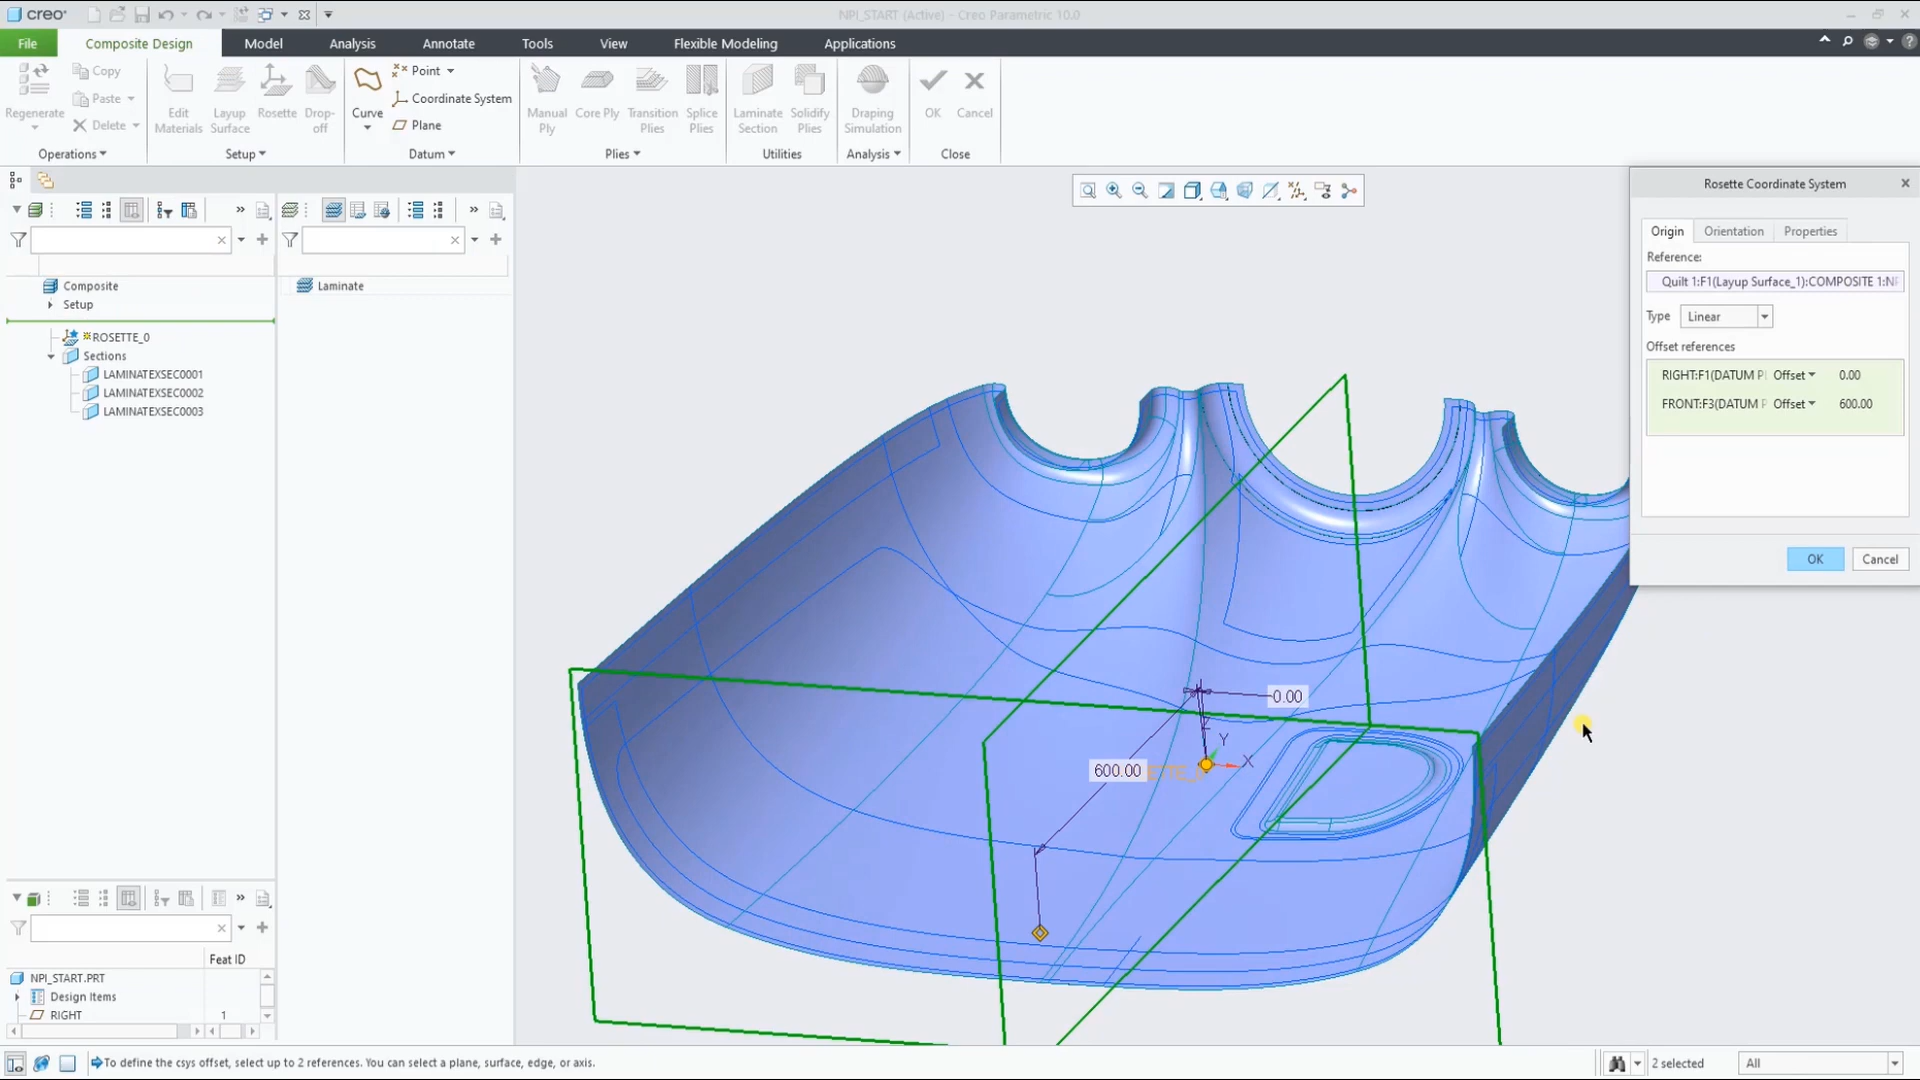 creo
NPI_START (Active) - Creo Parametric 10.0
File
Composite Design
Model
Analysis
Annotate
Tools
View
Flexible Modeling
Applications
Regenerate
Copy
Paste
Delete
Operations
Edit Materials
Layup Surface
Rosette
Drop-off
Setup
Curve
Point
Coordinate System
Plane
Datum
Manual Ply
Core Ply
Transition Plies
Splice Plies
Plies
Laminate Section
Solidify Plies
Utilities
Draping Simulation
Analysis
OK
Cancel
Close
Composite
Setup
ROSETTE_0
Sections
LAMINATEXSEC0001
LAMINATEXSEC0002
LAMINATEXSEC0003
Laminate
Rosette Coordinate System
Origin
Orientation
Properties
Reference:
Quilt 1:F1(Layup Surface_1):COMPOSITE 1:N
Type
Linear
Offset references
RIGHT:F1(DATUM P Offset 0.00
FRONT:F3(DATUM P Offset 600.00
OK
Cancel
0.00
Y
X
600.00
Feat ID
NPI_START.PRT
Design Items
RIGHT 1
To define the csys offset, select up to 2 references. You can select a plane, surface, edge, or axis.
2 selected
All